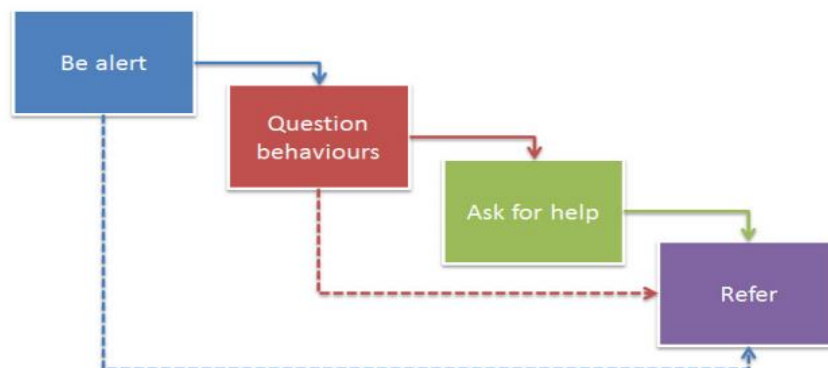 Be alert
Question
behaviours
Ask for help
Refer